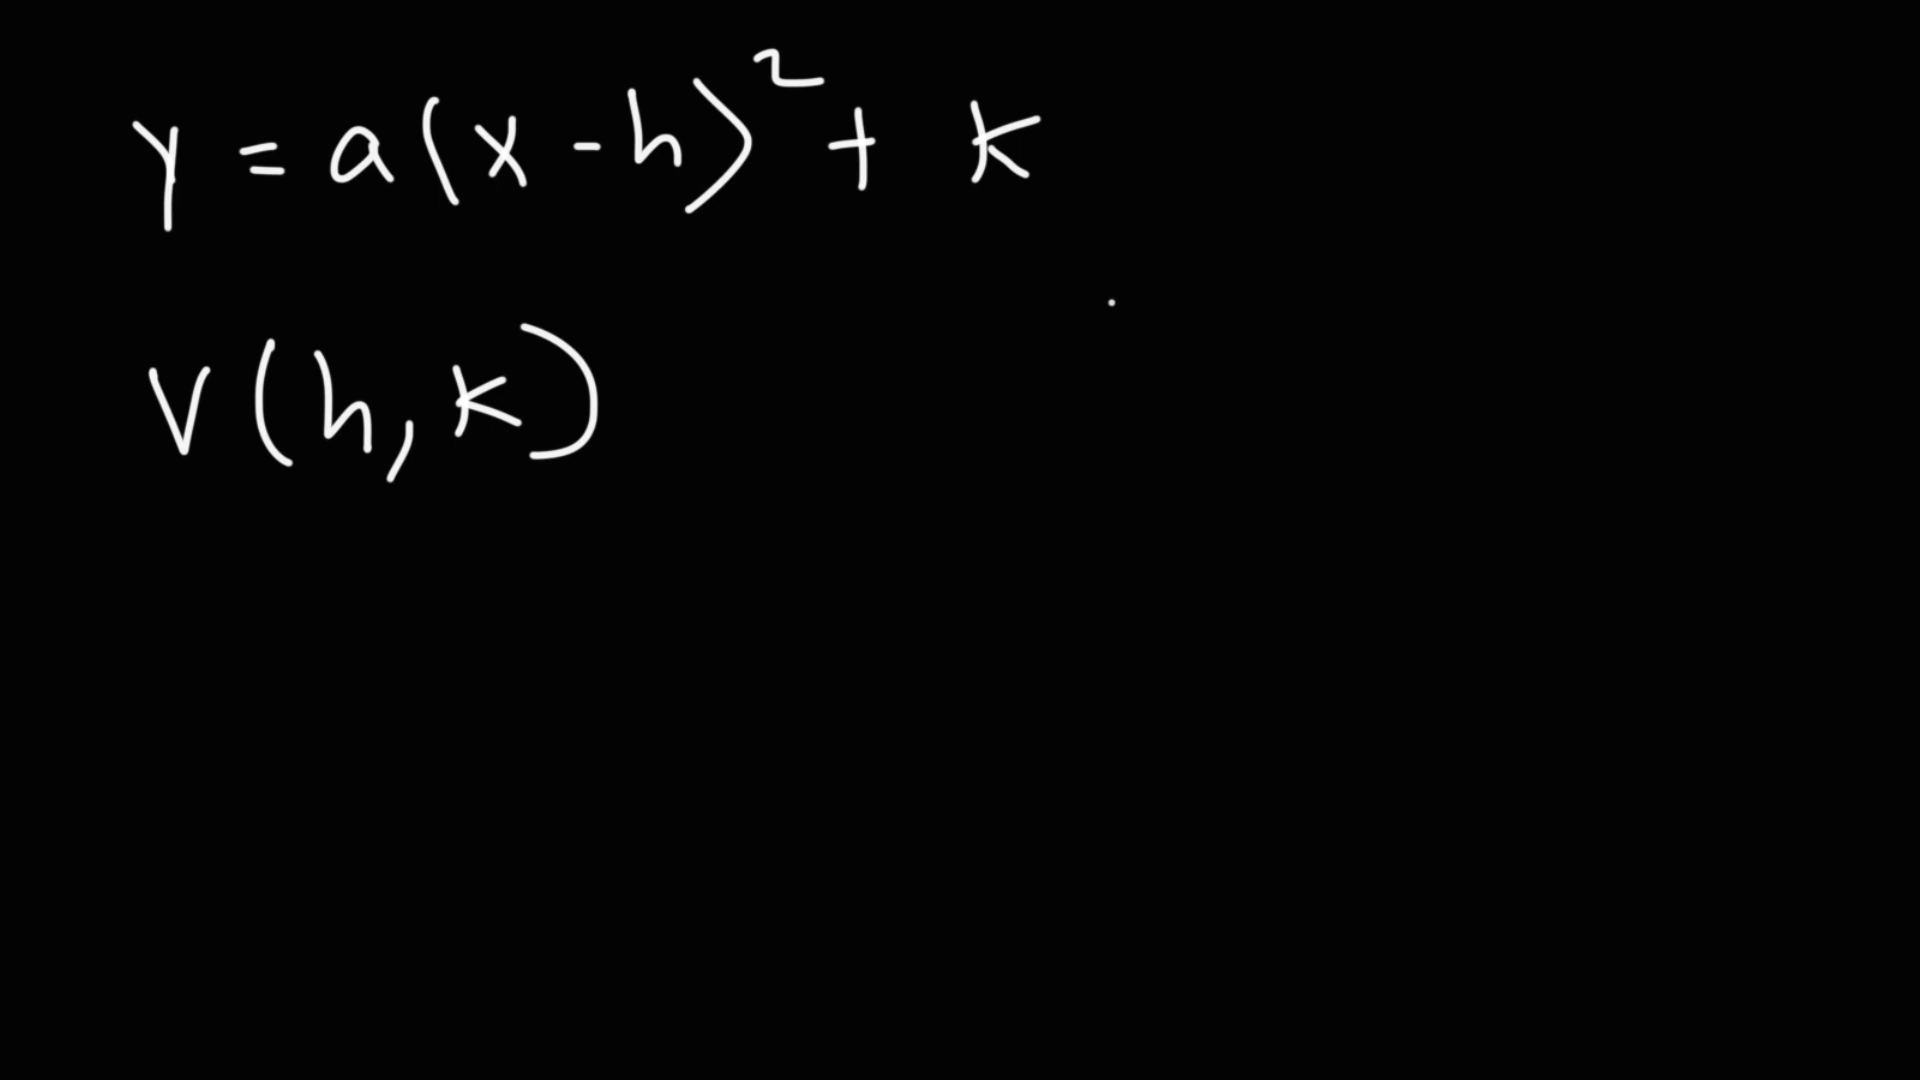 y = a(x - h)² + k
V(h, k)